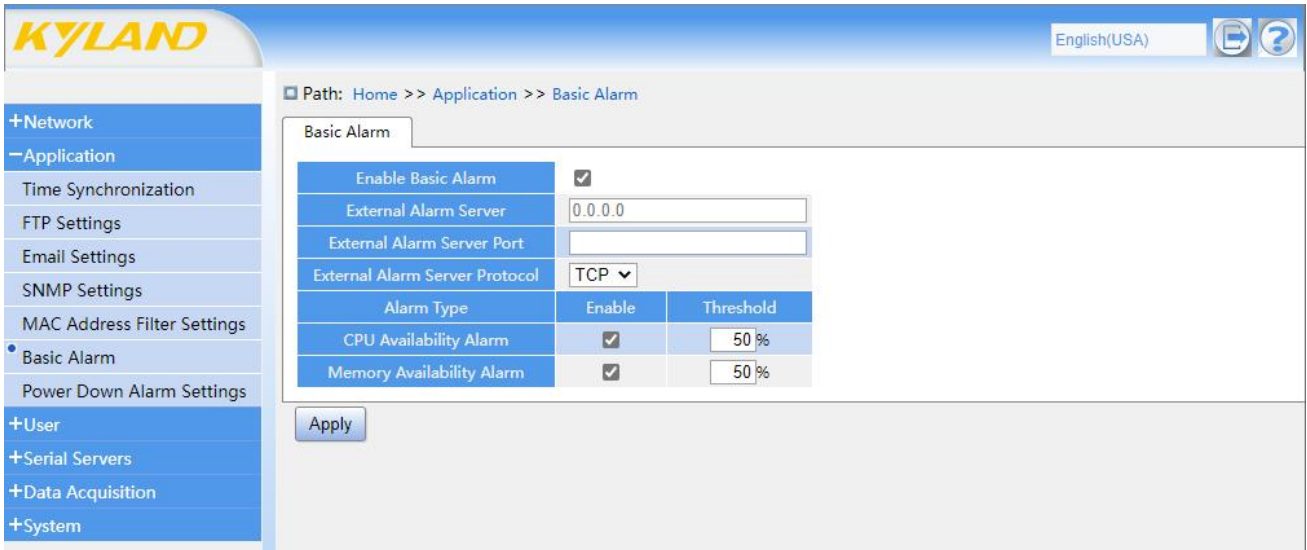 KYLAND
English(USA)
Path: Home >> Application >> Basic Alarm
+Network
−Application
Time Synchronization
FTP Settings
Email Settings
SNMP Settings
MAC Address Filter Settings
Basic Alarm
Power Down Alarm Settings
+User
+Serial Servers
+Data Acquisition
+System
Basic Alarm
Enable Basic Alarm
External Alarm Server 0.0.0.0
External Alarm Server Port
External Alarm Server Protocol TCP
Alarm Type Enable Threshold
CPU Availability Alarm 50 %
Memory Availability Alarm 50 %
Apply